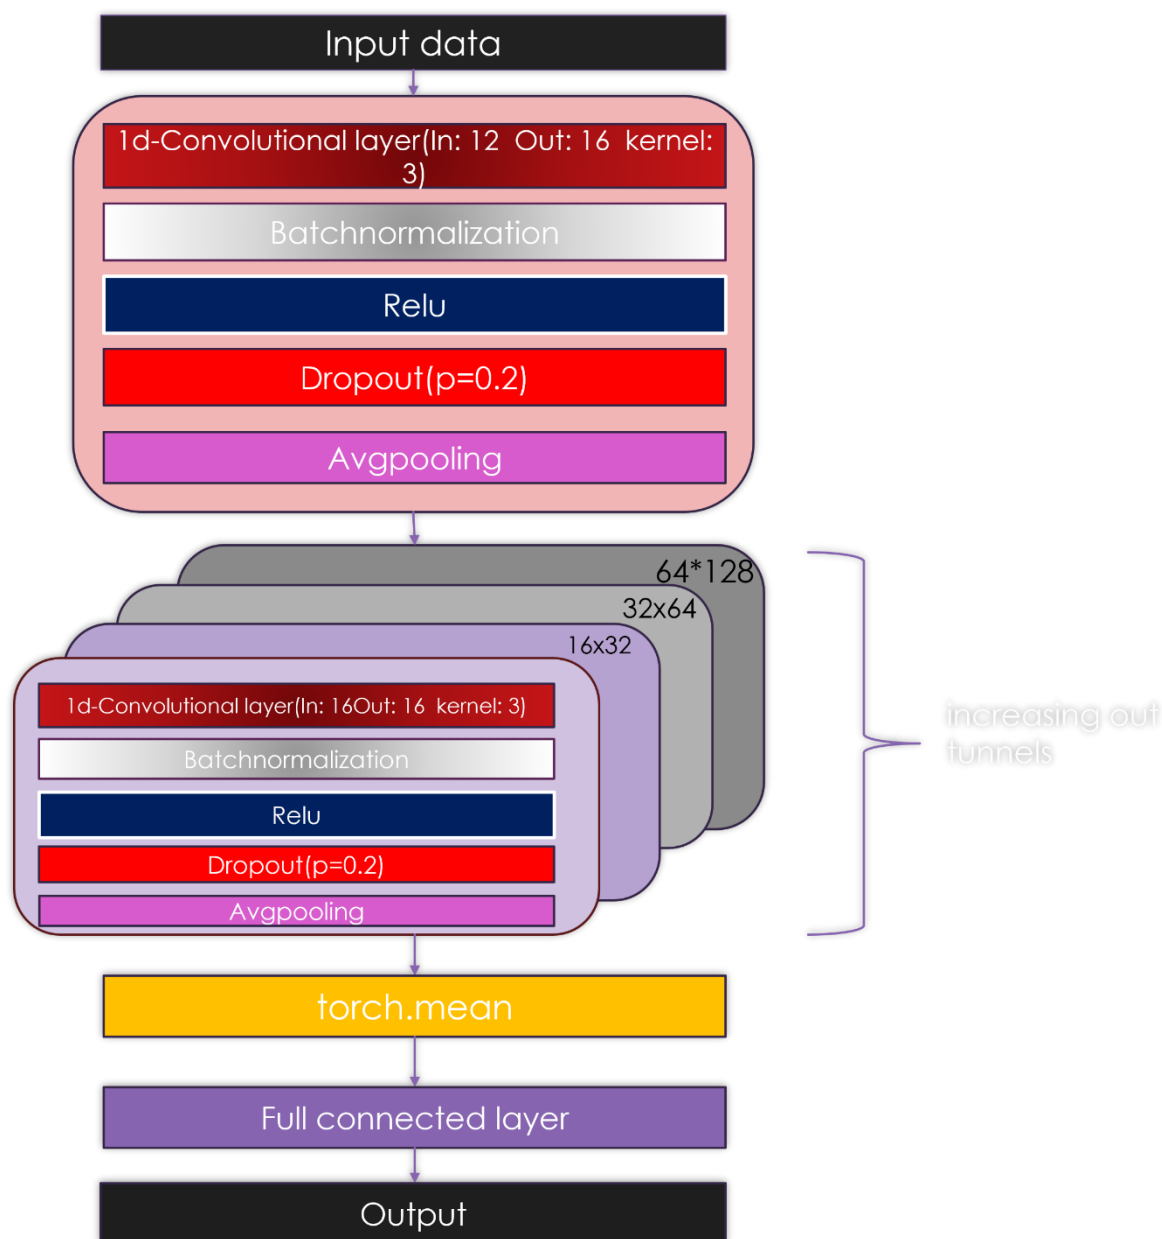 Input data
1d-Convolutional layer(In: 12 Out: 16 kernel:
3)
Batchnormalization
Relu
Dropout(p=0.2)
Avgpooling
64*128
32x64
16x32
1d-Convolutional layer(In: 16Out: 16 kernel: 3)
Batchnormalization
Relu
Dropout(p=0.2)
Avgpooling
increasing out
tunnels
torch.mean
Full connected layer
Output